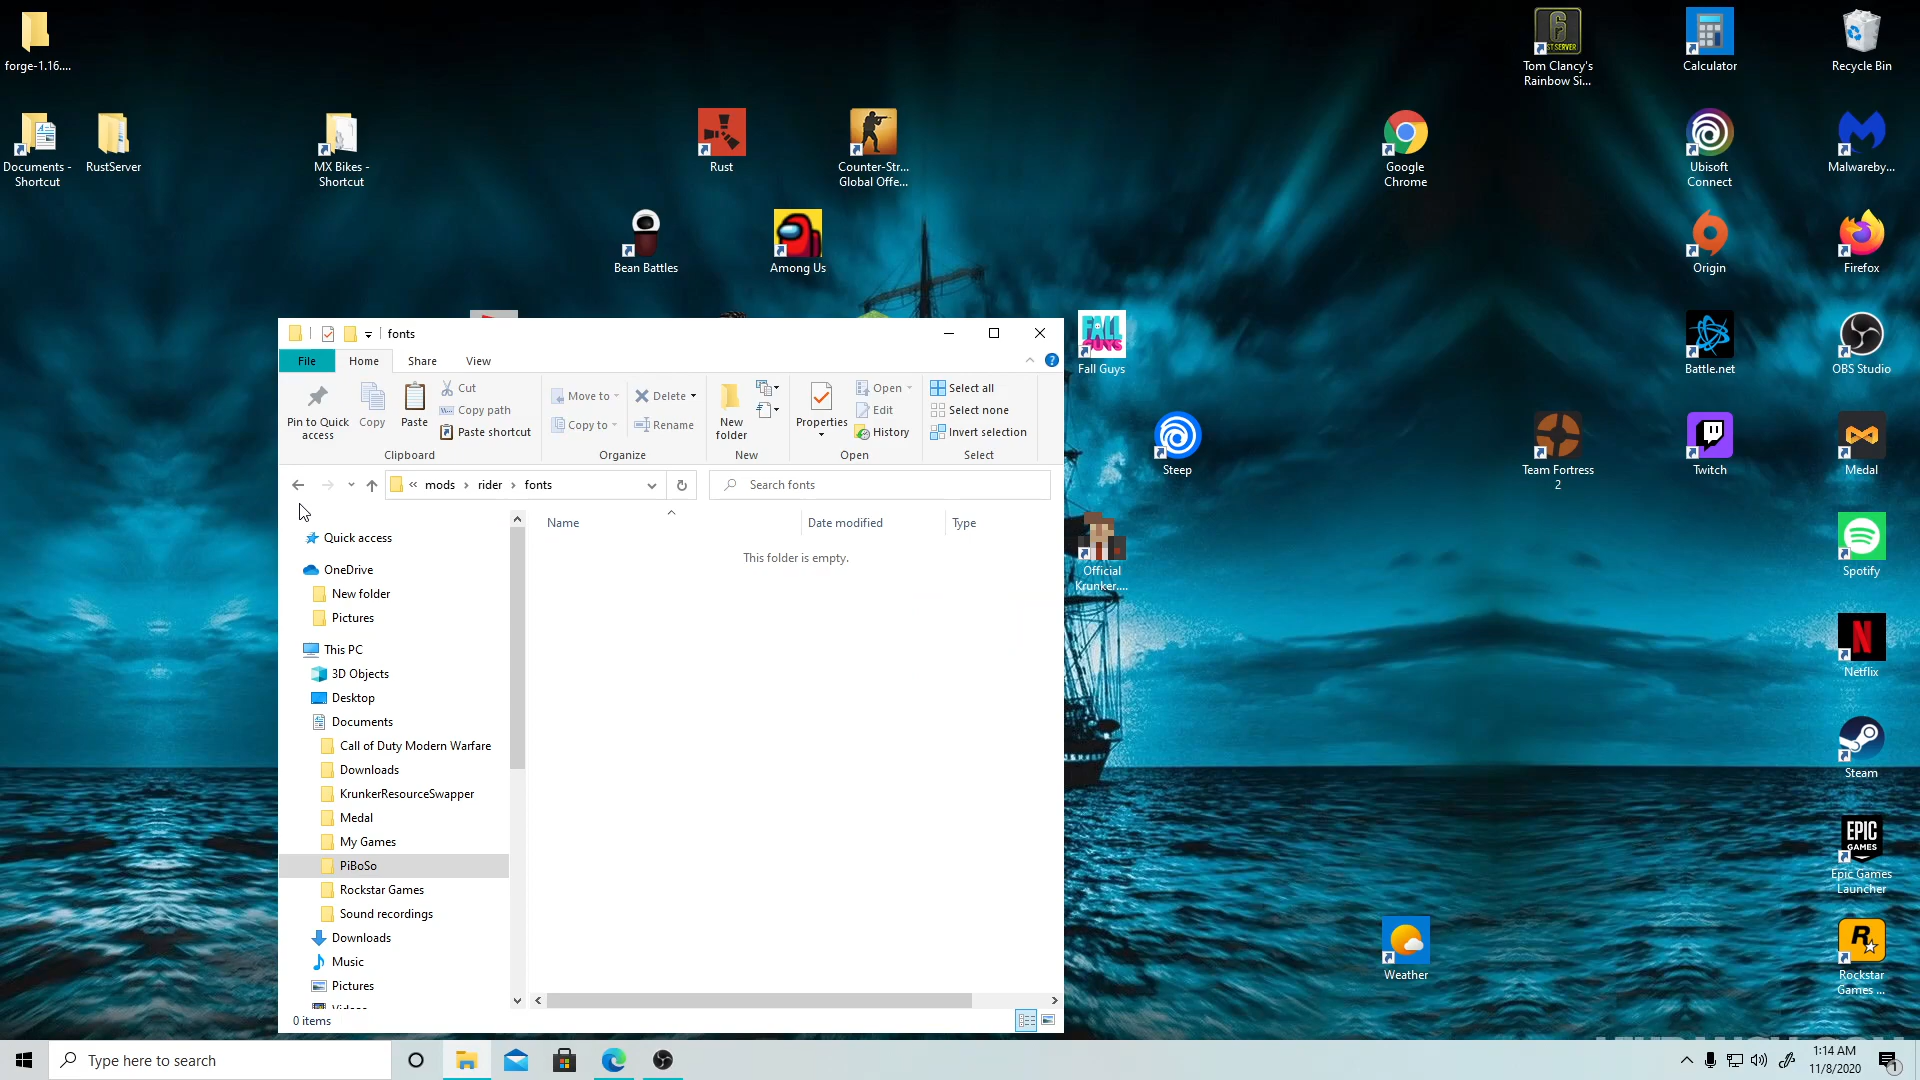 forge-1.16....
Tom Clancy's
Rainbow Si...
Calculator
Recycle Bin
Documents -
Shortcut
RustServer
MX Bikes -
Shortcut
Rust
Counter-Str...
Global Offe...
Google
Chrome
Ubisoft
Connect
Malwareby...
Bean Battles
Among Us
Origin
Firefox
fonts
File
Home
Share
View
FALL
GUYS
Fall Guys
Battle.net
OBS Studio
Pin to Quick
access
Copy
Paste
Cut
Copy path
Paste shortcut
Clipboard
Move to
Copy to
Delete
Rename
Organize
New
folder
New
Properties
Open
Edit
History
Open
Select all
Select none
Invert selection
Select
Steep
Team Fortress
2
Twitch
Medal
« mods › rider › fonts
Search fonts
Name
Date modified
Type
This folder is empty.
Quick access
OneDrive
New folder
Pictures
This PC
3D Objects
Desktop
Documents
Call of Duty Modern Warfare
Downloads
KrunkerResourceSwapper
Medal
My Games
PiBoSo
Rockstar Games
Sound recordings
Downloads
Music
Pictures
0 items
Official
Krunker....
Spotify
Netflix
Steam
EPIC
GAMES
Epic Games
Launcher
Weather
Rockstar
Games ...
Type here to search
1:14 AM
11/8/2020
1